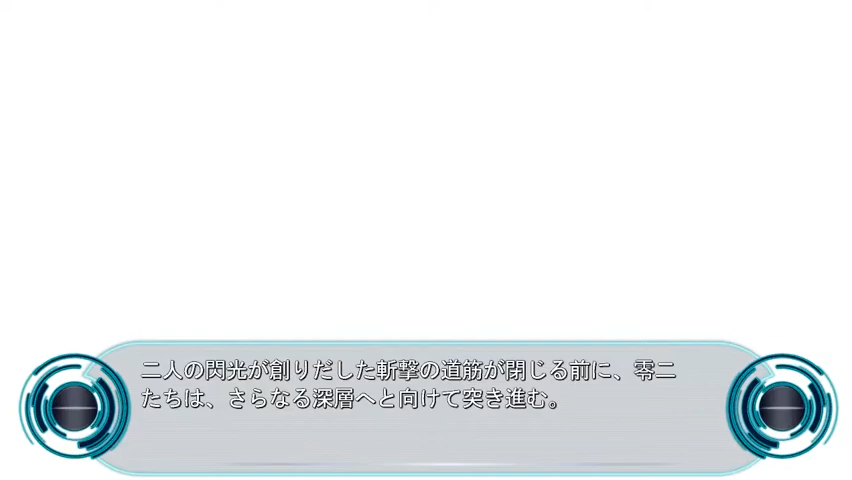 二人の閃光が創りだした斬撃の道筋が閉じる前に、零二
たちは、さらなる深層へと向けて突き進む。